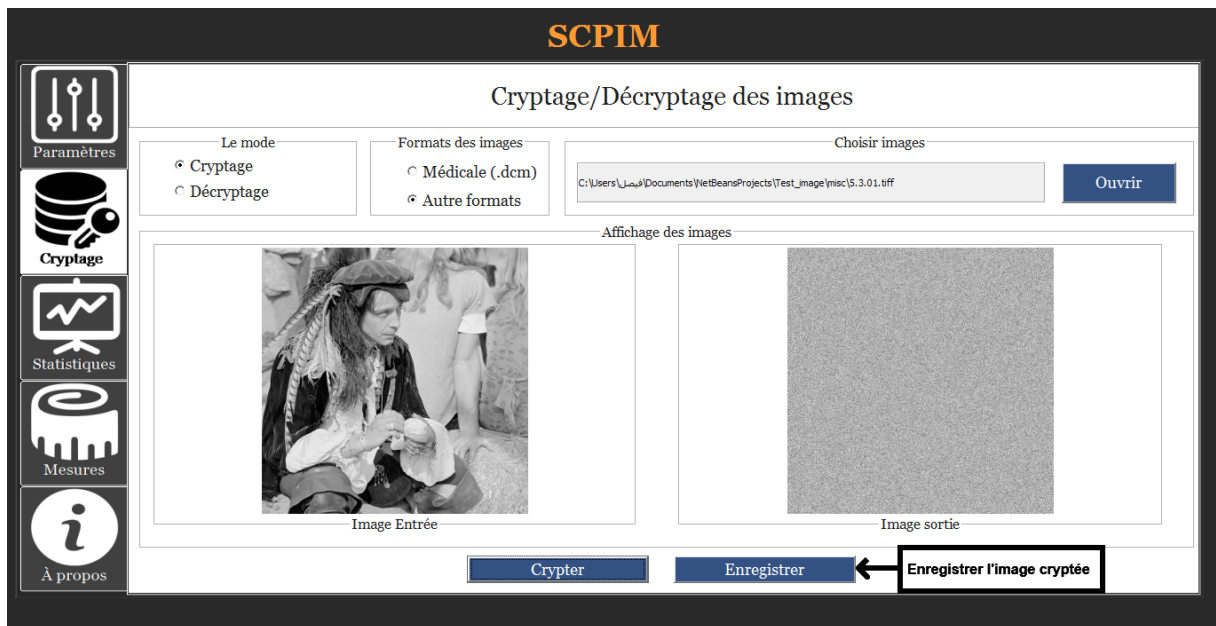 SCPIM
Paramètres
Cryptage
Statistiques
Mesures
À propos
Cryptage/Décryptage des images
Le mode
Cryptage
Décryptage
Formats des images
Médicale (.dcm)
Autre formats
Choisir images
C:\Users\فيصل\Documents\NetBeansProjects\Test_image\misc\5.3.01.tiff
Ouvrir
Affichage des images
Image Entrée
Image sortie
Crypter
Enregistrer
Enregistrer l'image cryptée